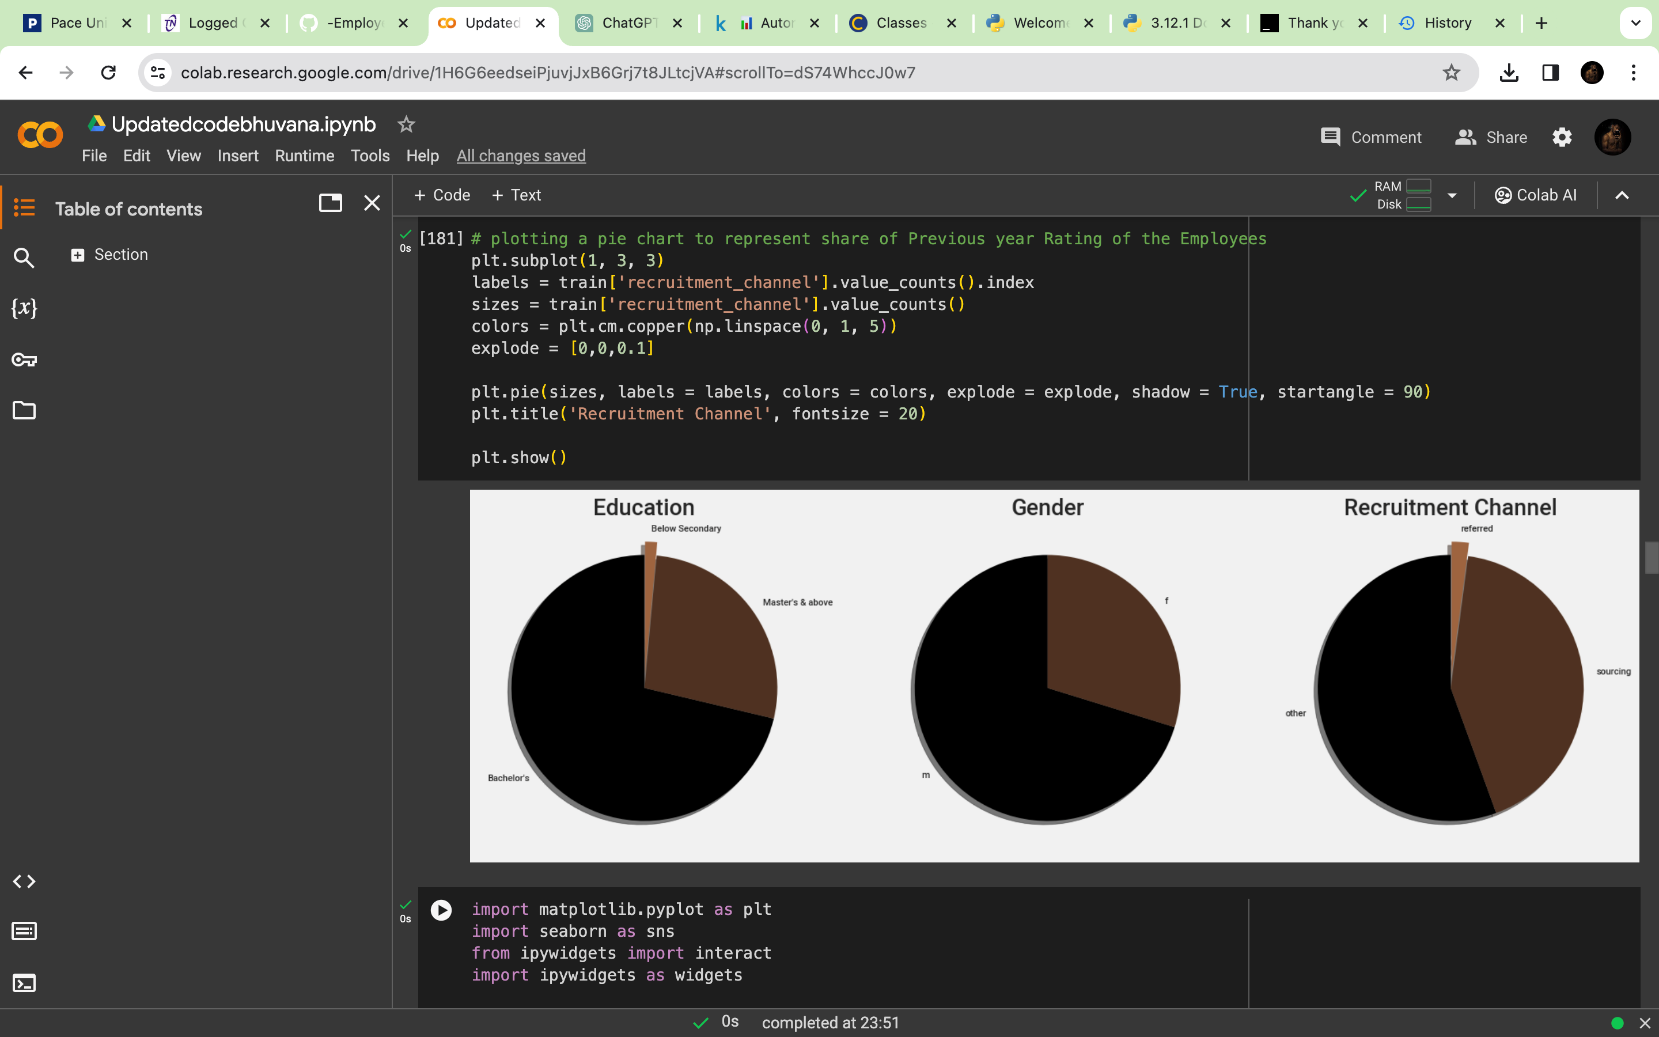 Pace Uni
Logged
-Employ
Updated
ChatGPT
Autor
Classes
Welcom
3.12.1 D
Thank y
History
colab.research.google.com/drive/1H6G6eedseiPjuvjJxB6Grj7t8JLtcjVA#scrollTo=dS74WhccJ0w7
Updatedcodebhuvana.ipynb
Comment
Share
File Edit View Insert Runtime Tools Help All changes saved
Table of contents
+ Code + Text
RAM
Disk
Colab AI
Section
{x}
0s
[181] # plotting a pie chart to represent share of Previous year Rating of the Employees
plt.subplot(1, 3, 3)
labels = train['recruitment_channel'].value_counts().index
sizes = train['recruitment_channel'].value_counts()
colors = plt.cm.copper(np.linspace(0, 1, 5))
explode = [0,0,0.1]
plt.pie(sizes, labels = labels, colors = colors, explode = explode, shadow = True, startangle = 90)
plt.title('Recruitment Channel', fontsize = 20)
plt.show()
Education
Below Secondary
Master's & above
Bachelor's
Gender
f
m
Recruitment Channel
referred
sourcing
other
0s
import matplotlib.pyplot as plt
import seaborn as sns
from ipywidgets import interact
import ipywidgets as widgets
0s completed at 23:51